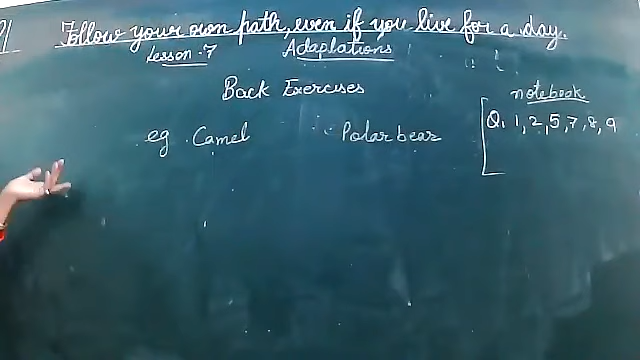 Follow your own path, even if you live for a day.
Lesson-7 Adaptations
Back Exercises
notebook
eg Camel Polar bear
Q. 1, 2, 5, 7, 8, 9